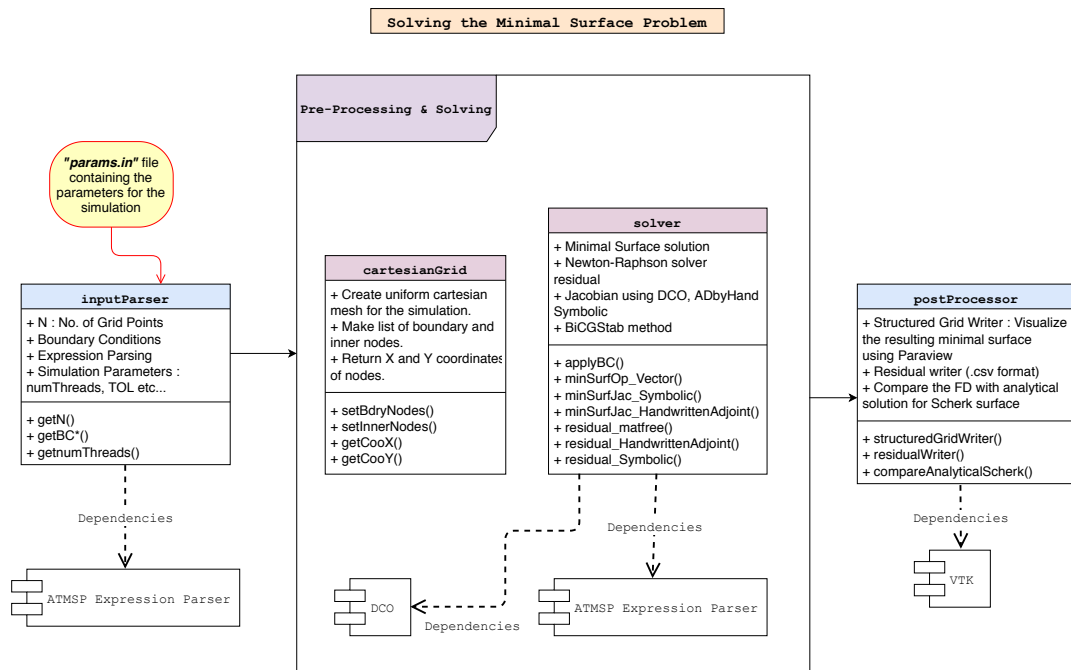 Solving the Minimal Surface Problem
Pre-Processing & Solving
"params.in" file
containing the
parameters for the
simulation
inputParser
+ N : No. of Grid Points
+ Boundary Conditions
+ Expression Parsing
+ Simulation Parameters :
numThreads, TOL etc...
+ getN()
+ getBC*()
+ getnumThreads()
Dependencies
ATMSP Expression Parser
cartesianGrid
+ Create uniform cartesian
mesh for the simulation.
+ Make list of boundary and
inner nodes.
+ Return X and Y coordinates
of nodes.
+ setBdryNodes()
+ setInnerNodes()
+ getCooX()
+ getCooY()
solver
+ Minimal Surface solution
+ Newton-Raphson solver
residual
+ Jacobian using DCO, ADbyHand
Symbolic
+ BiCGStab method
+ applyBC()
+ minSurfOp_Vector()
+ minSurfJac_Symbolic()
+ minSurfJac_HandwrittenAdjoint()
+ residual_matfree()
+ residual_HandwrittenAdjoint()
+ residual_Symbolic()
Dependencies
DCO
Dependencies
ATMSP Expression Parser
postProcessor
+ Structured Grid Writer : Visualize
the resulting minimal surface
using Paraview
+ Residual writer (.csv format)
+ Compare the FD with analytical
solution for Scherk surface
+ structuredGridWriter()
+ residualWriter()
+ compareAnalyticalScherk()
Dependencies
VTK